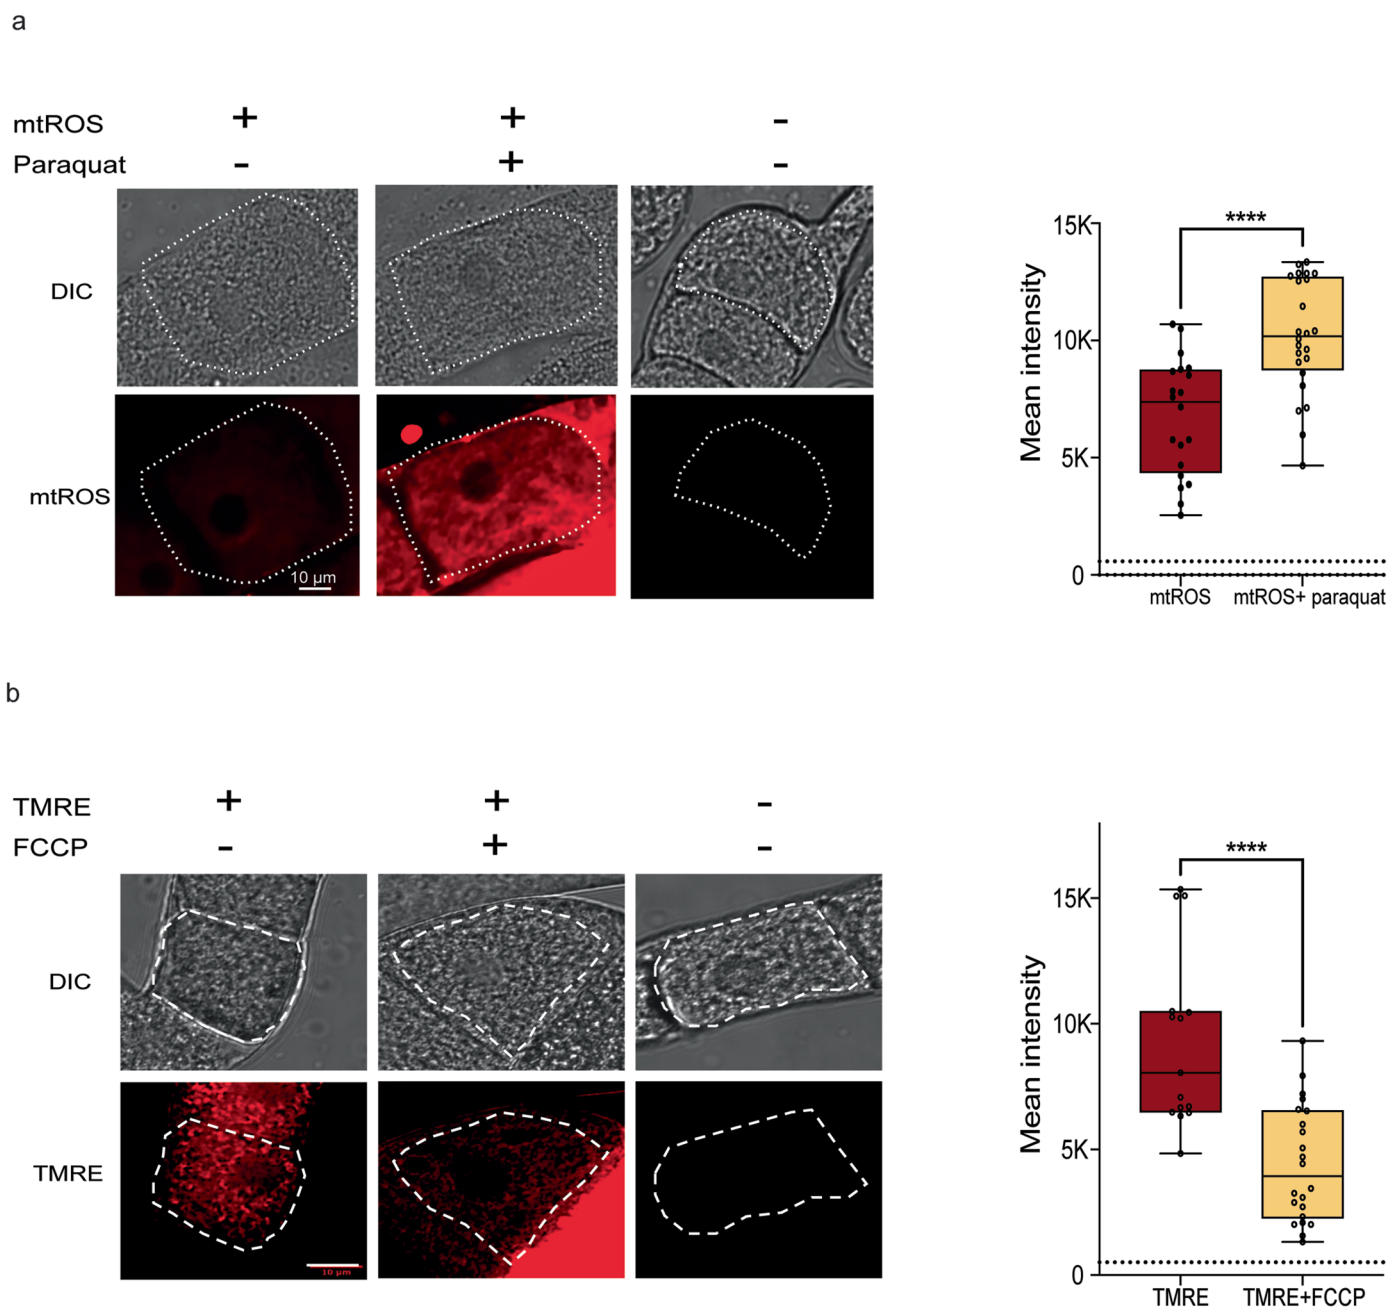 a
mtROS + + -
Paraquat - + -
DIC
mtROS
10 µm
****
15K
10K
5K
0
Mean intensity
mtROS mtROS+ paraquat
b
TMRE + + -
FCCP - + -
DIC
TMRE
10 µm
****
15K
10K
5K
0
Mean intensity
TMRE TMRE+FCCP